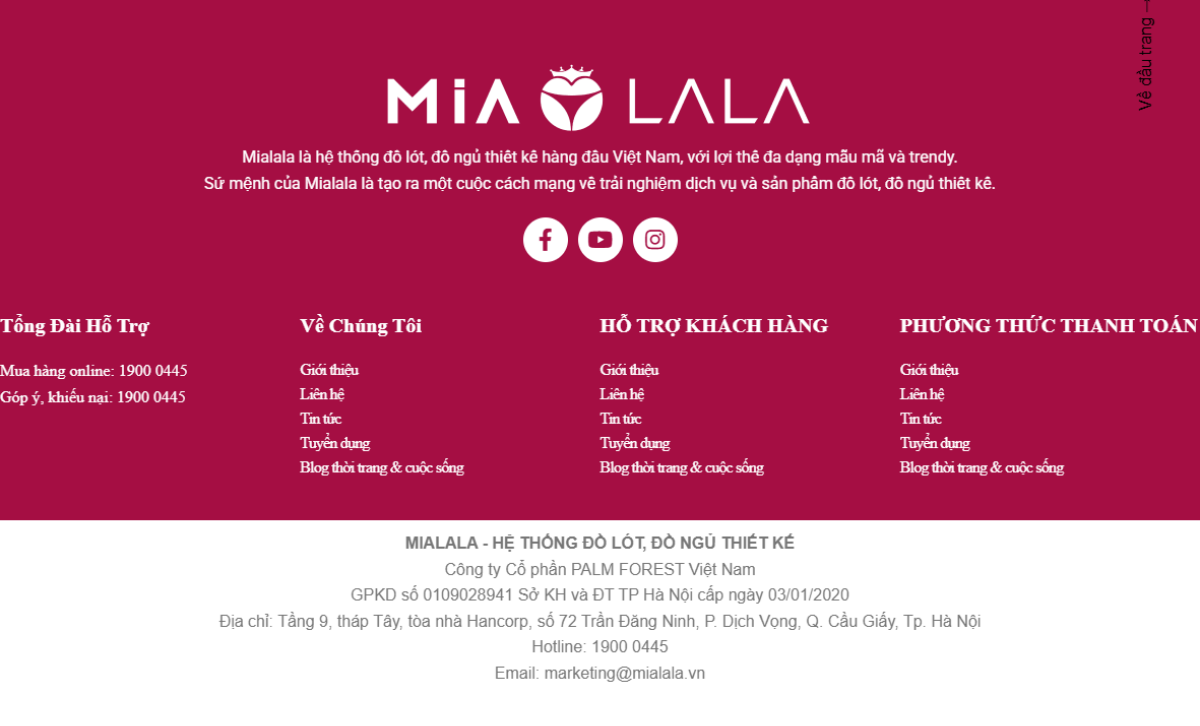 Về đầu trang
MiA LALA
Mialala là hệ thống đồ lót, đồ ngủ thiết kế hàng đầu Việt Nam, với lợi thế đa dạng mẫu mã và trendy.
Sứ mệnh của Mialala là tạo ra một cuộc cách mạng về trải nghiệm dịch vụ và sản phẩm đồ lót, đồ ngủ thiết kế.
Tổng Đài Hỗ Trợ
Mua hàng online: 1900 0445
Góp ý, khiếu nại: 1900 0445
Về Chúng Tôi
Giới thiệu
Liên hệ
Tin tức
Tuyển dụng
Blog thời trang & cuộc sống
HỖ TRỢ KHÁCH HÀNG
Giới thiệu
Liên hệ
Tin tức
Tuyển dụng
Blog thời trang & cuộc sống
PHƯƠNG THỨC THANH TOÁN
Giới thiệu
Liên hệ
Tin tức
Tuyển dụng
Blog thời trang & cuộc sống
MIALALA - HỆ THỐNG ĐỒ LÓT, ĐỒ NGỦ THIẾT KẾ
Công ty Cổ phần PALM FOREST Việt Nam
GPKD số 0109028941 Sở KH và ĐT TP Hà Nội cấp ngày 03/01/2020
Địa chỉ: Tầng 9, tháp Tây, tòa nhà Hancorp, số 72 Trần Đăng Ninh, P. Dịch Vọng, Q. Cầu Giấy, Tp. Hà Nội
Hotline: 1900 0445
Email: marketing@mialala.vn